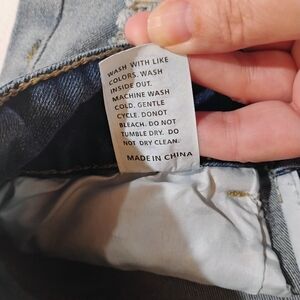 WASH WITH LIKE
COLORS. WASH
INSIDE OUT.
MACHINE WASH
COLD. GENTLE
CYCLE. DONOT
BLEACH. DO NOT
TUMBLE DRY. DO
NOT DRY CLEAN.
MADE IN CHINA